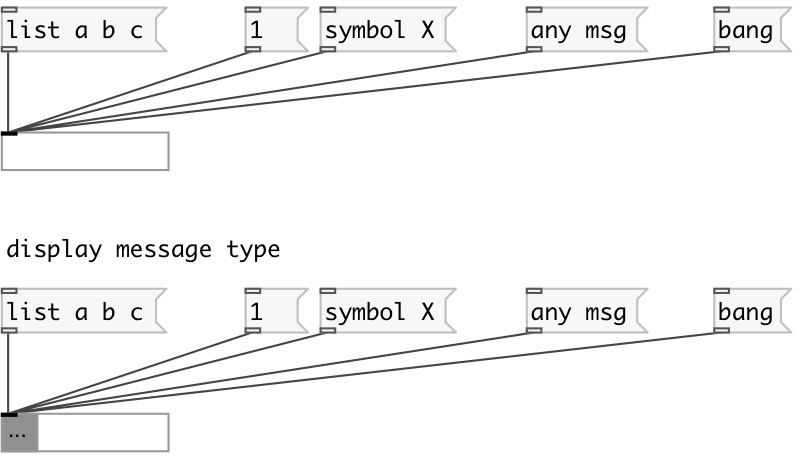 list a b c 1 symbol X any msg bang
display message type
list a b c 1 symbol X any msg bang
...